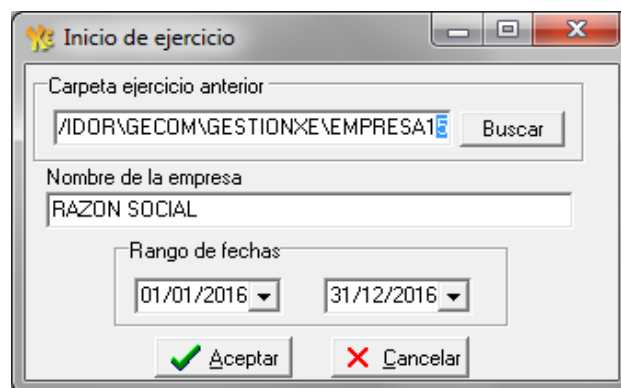 Inicio de ejercicio
Carpeta ejercicio anterior
/IDOR\GECOM\GESTIONXE\EMPRESA15
Buscar
Nombre de la empresa
RAZON SOCIAL
Rango de fechas
01/01/2016 31/12/2016
Aceptar Cancelar